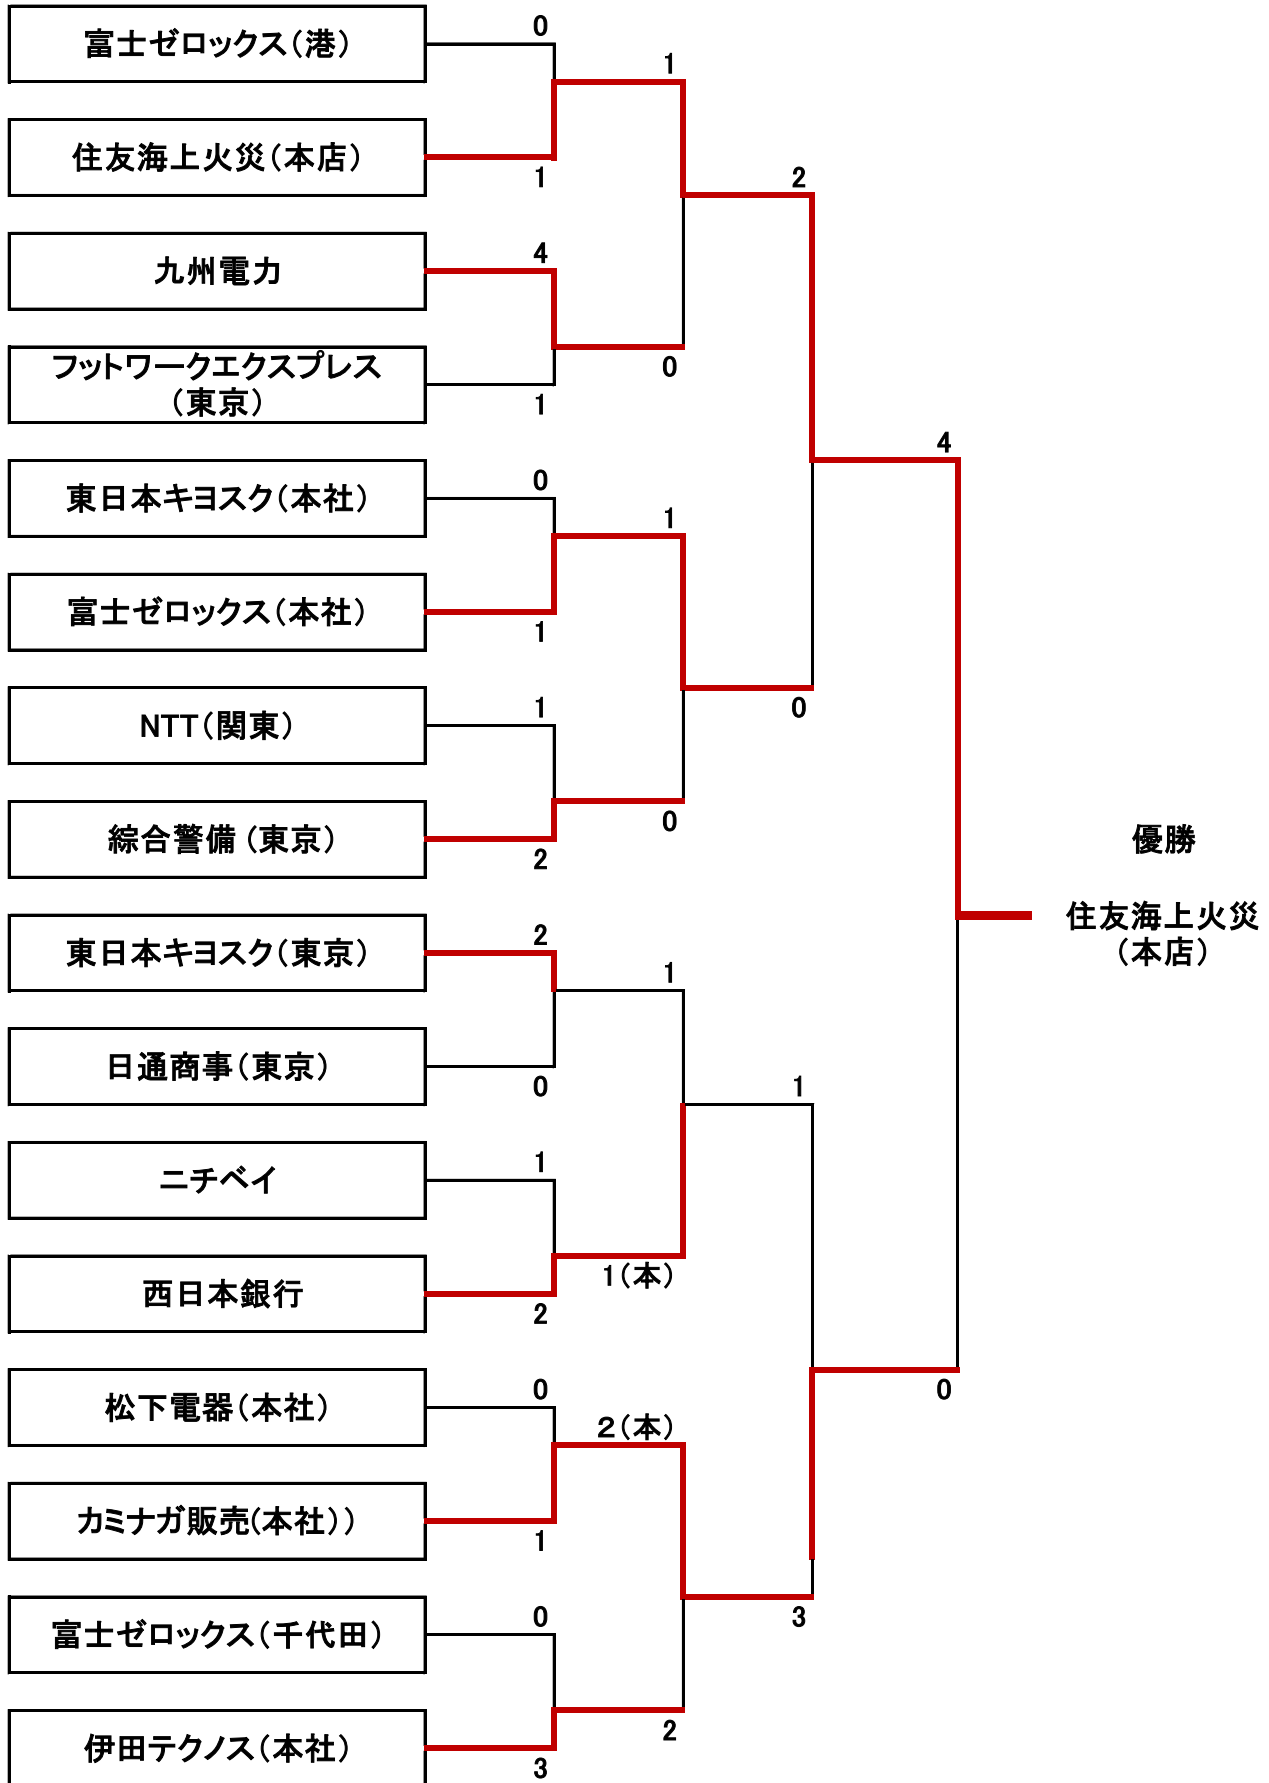 0
富士ゼロックス(港)
1
住友海上火災(本店)
1
2
4
九州電力
フットワークエクスプレス
(東京)
0
1
4
0
東日本キヨスク(本社)
1
富士ゼロックス(本社)
1
1
0
NTT(関東)
0
綜合警備(東京)
2
優勝
住友海上火災
(本店)
2
東日本キヨスク(東京)
1
日通商事(東京)
0
1
1
ニチベイ
1(本)
西日本銀行
2
0
0
松下電器(本社)
2(本)
カミナガ販売(本社))
1
0
3
富士ゼロックス(千代田)
2
伊田テクノス(本社)
3